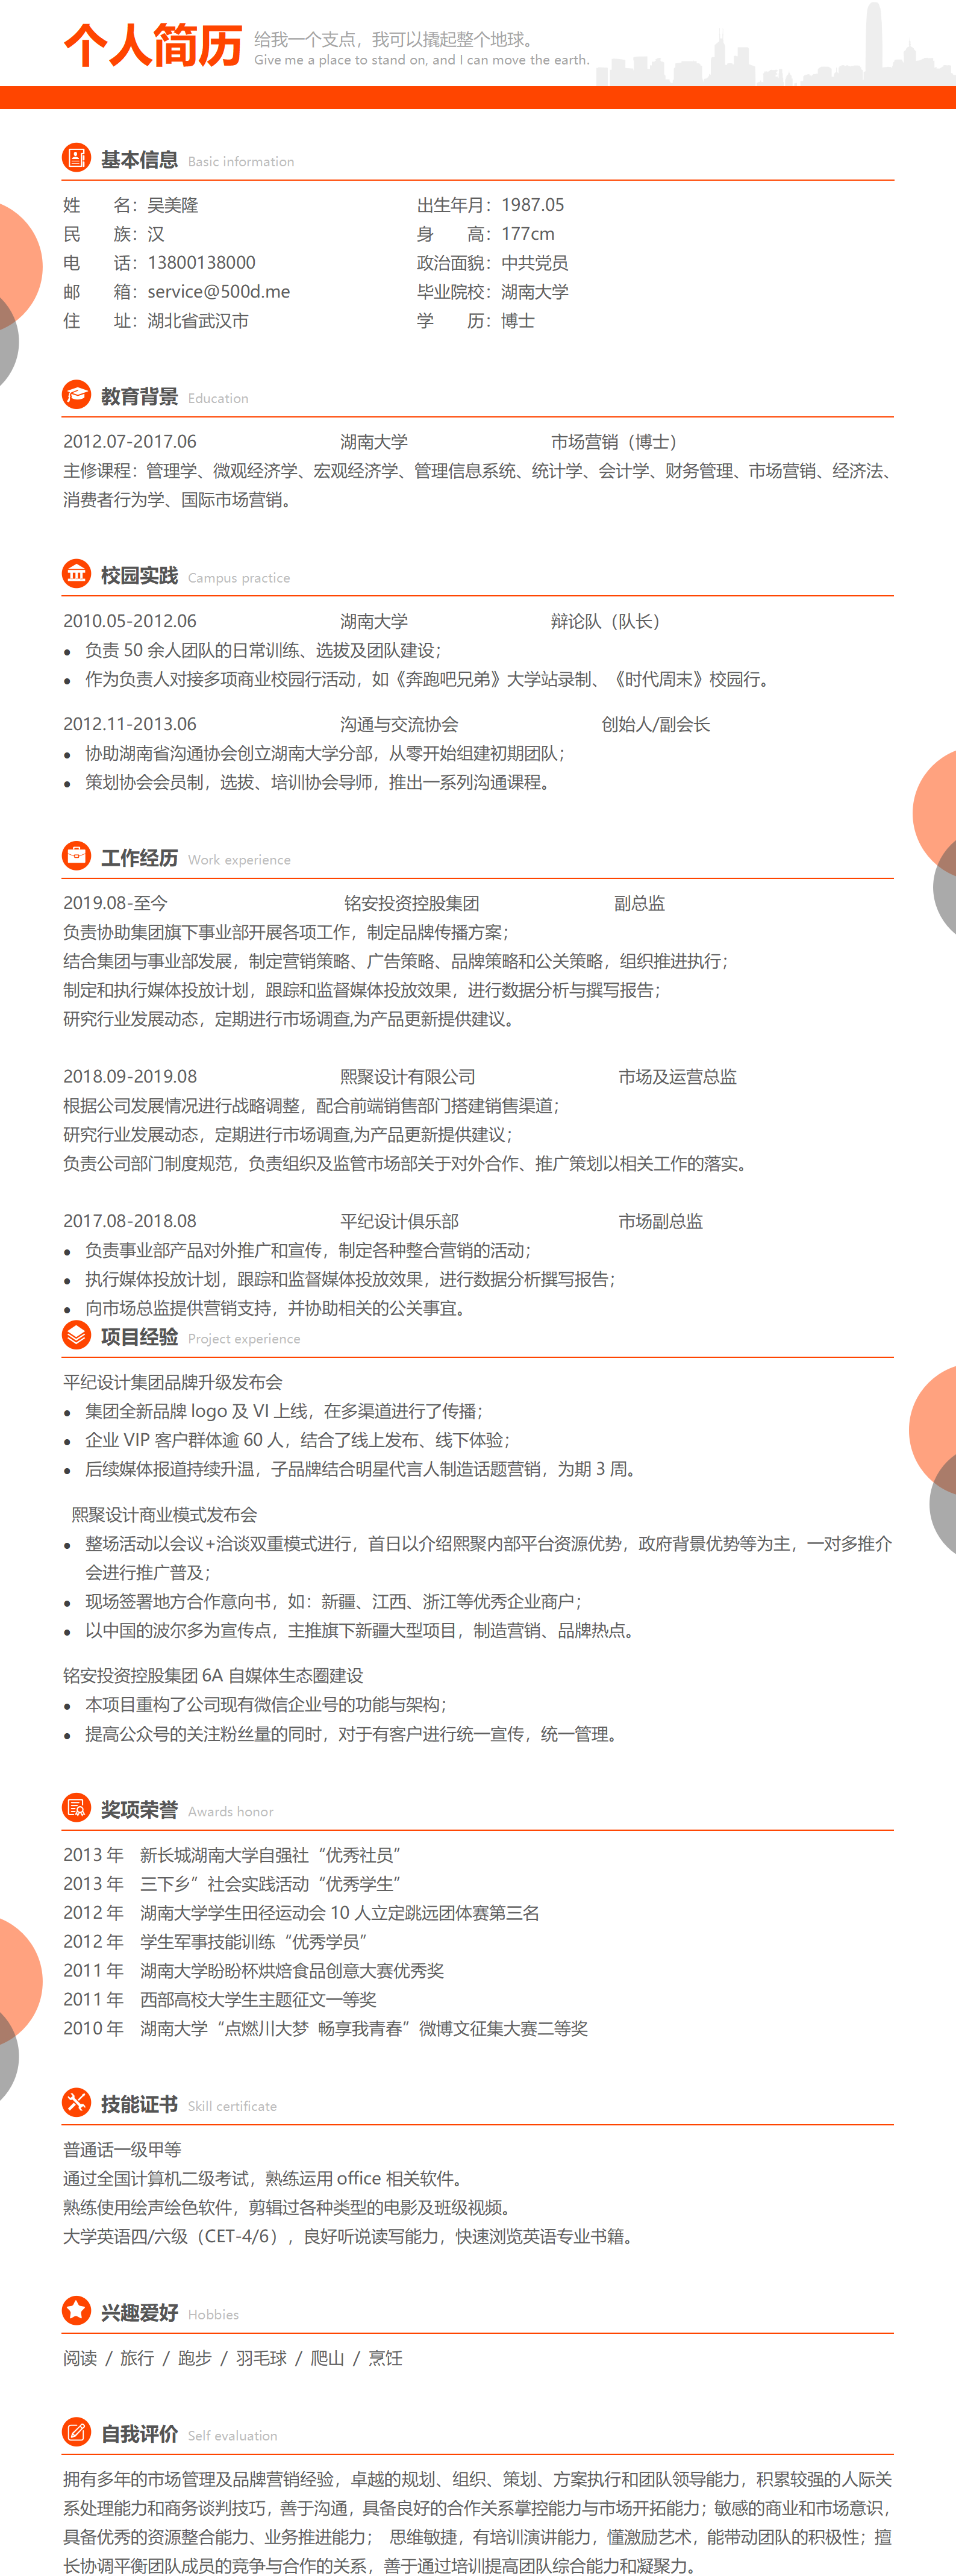 个人简历
给我一个支点，我可以撬起整个地球。
Give me a place to stand on, and I can move the earth.
基本信息 Basic information
姓 名：吴美隆 出生年月：1987.05
民 族：汉 身 高：177cm
电 话：13800138000 政治面貌：中共党员
邮 箱：service@500d.me 毕业院校：湖南大学
住 址：湖北省武汉市 学 历：博士
教育背景 Education
2012.07-2017.06 湖南大学 市场营销（博士）
主修课程：管理学、微观经济学、宏观经济学、管理信息系统、统计学、会计学、财务管理、市场营销、经济法、
消费者行为学、国际市场营销。
校园实践 Campus practice
2010.05-2012.06 湖南大学 辩论队（队长）
● 负责 50 余人团队的日常训练、选拔及团队建设；
● 作为负责人对接多项商业校园行活动，如《奔跑吧兄弟》大学站录制、《时代周末》校园行。
2012.11-2013.06 沟通与交流协会 创始人/副会长
● 协助湖南省沟通协会创立湖南大学分部，从零开始组建初期团队；
● 策划协会会员制，选拔、培训协会导师，推出一系列沟通课程。
工作经历 Work experience
2019.08-至今 铭安投资控股集团 副总监
负责协助集团旗下事业部开展各项工作，制定品牌传播方案；
结合集团与事业部发展，制定营销策略、广告策略、品牌策略和公关策略，组织推进执行；
制定和执行媒体投放计划，跟踪和监督媒体投放效果，进行数据分析与撰写报告；
研究行业发展动态，定期进行市场调查,为产品更新提供建议。
2018.09-2019.08 熙聚设计有限公司 市场及运营总监
根据公司发展情况进行战略调整，配合前端销售部门搭建销售渠道；
研究行业发展动态，定期进行市场调查,为产品更新提供建议；
负责公司部门制度规范，负责组织及监管市场部关于对外合作、推广策划以相关工作的落实。
2017.08-2018.08 平纪设计俱乐部 市场副总监
● 负责事业部产品对外推广和宣传，制定各种整合营销的活动；
● 执行媒体投放计划，跟踪和监督媒体投放效果，进行数据分析撰写报告；
● 向市场总监提供营销支持，并协助相关的公关事宜。
项目经验 Project experience
平纪设计集团品牌升级发布会
● 集团全新品牌 logo 及 VI 上线，在多渠道进行了传播；
● 企业 VIP 客户群体逾 60 人，结合了线上发布、线下体验；
● 后续媒体报道持续升温，子品牌结合明星代言人制造话题营销，为期 3 周。
熙聚设计商业模式发布会
● 整场活动以会议+洽谈双重模式进行，首日以介绍熙聚内部平台资源优势，政府背景优势等为主，一对多推介
会进行推广普及；
● 现场签署地方合作意向书，如：新疆、江西、浙江等优秀企业商户；
● 以中国的波尔多为宣传点，主推旗下新疆大型项目，制造营销、品牌热点。
铭安投资控股集团 6A 自媒体生态圈建设
● 本项目重构了公司现有微信企业号的功能与架构；
● 提高公众号的关注粉丝量的同时，对于有客户进行统一宣传，统一管理。
奖项荣誉 Awards honor
2013 年 新长城湖南大学自强社“优秀社员”
2013 年 三下乡”社会实践活动“优秀学生”
2012 年 湖南大学学生田径运动会 10 人立定跳远团体赛第三名
2012 年 学生军事技能训练“优秀学员”
2011 年 湖南大学盼盼杯烘焙食品创意大赛优秀奖
2011 年 西部高校大学生主题征文一等奖
2010 年 湖南大学“点燃川大梦 畅享我青春”微博文征集大赛二等奖
技能证书 Skill certificate
普通话一级甲等
通过全国计算机二级考试，熟练运用 office 相关软件。
熟练使用绘声绘色软件，剪辑过各种类型的电影及班级视频。
大学英语四/六级（CET-4/6），良好听说读写能力，快速浏览英语专业书籍。
兴趣爱好 Hobbies
阅读 / 旅行 / 跑步 / 羽毛球 / 爬山 / 烹饪
自我评价 Self evaluation
拥有多年的市场管理及品牌营销经验，卓越的规划、组织、策划、方案执行和团队领导能力，积累较强的人际关
系处理能力和商务谈判技巧，善于沟通，具备良好的合作关系掌控能力与市场开拓能力；敏感的商业和市场意识，
具备优秀的资源整合能力、业务推进能力； 思维敏捷，有培训演讲能力，懂激励艺术，能带动团队的积极性；擅
长协调平衡团队成员的竞争与合作的关系，善于通过培训提高团队综合能力和凝聚力。